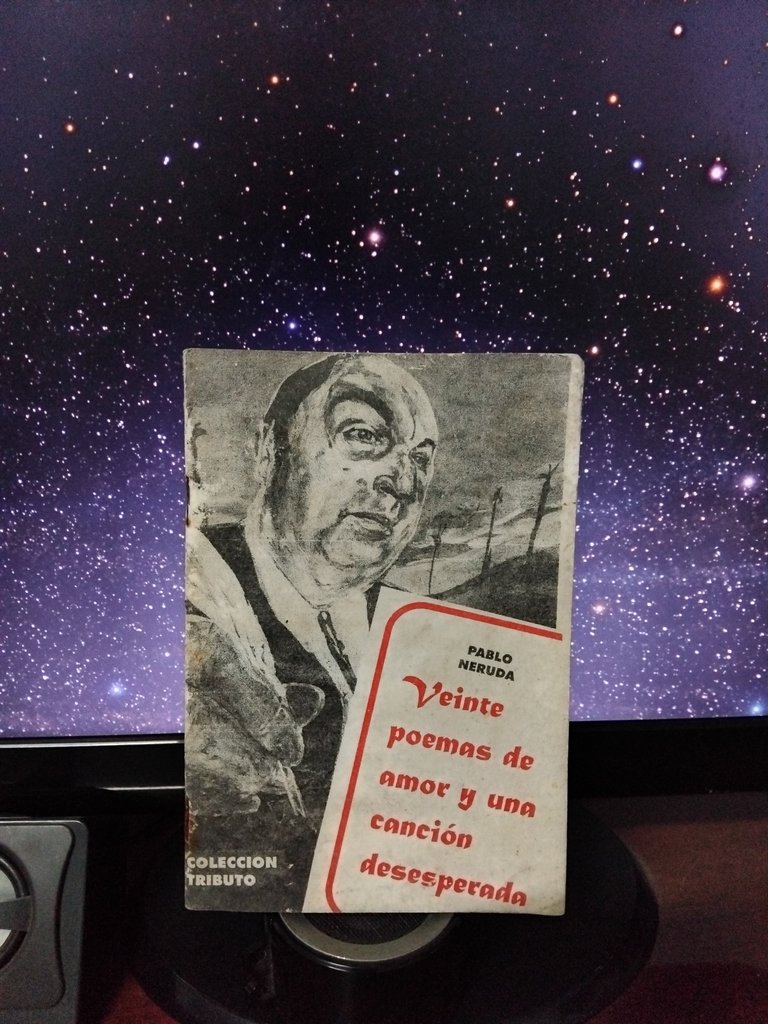 PABLO
NERUDA
Veinte
poemas de
amor y una
canción
desesperada
COLECCION
TRIBUTO